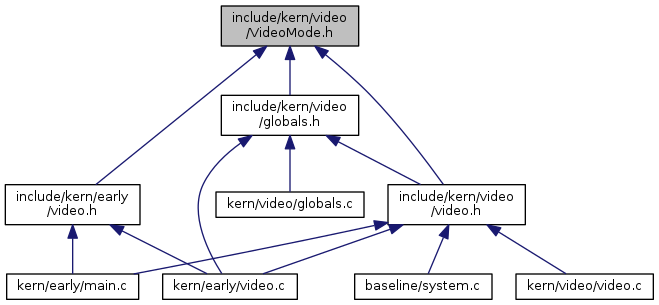 include/kern/video
/VideoMode.h
include/kern/video
/globals.h
include/kern/early
/video.h
kern/video/globals.c
include/kern/video
/video.h
kern/early/main.c
kern/early/video.c
baseline/system.c
kern/video/video.c